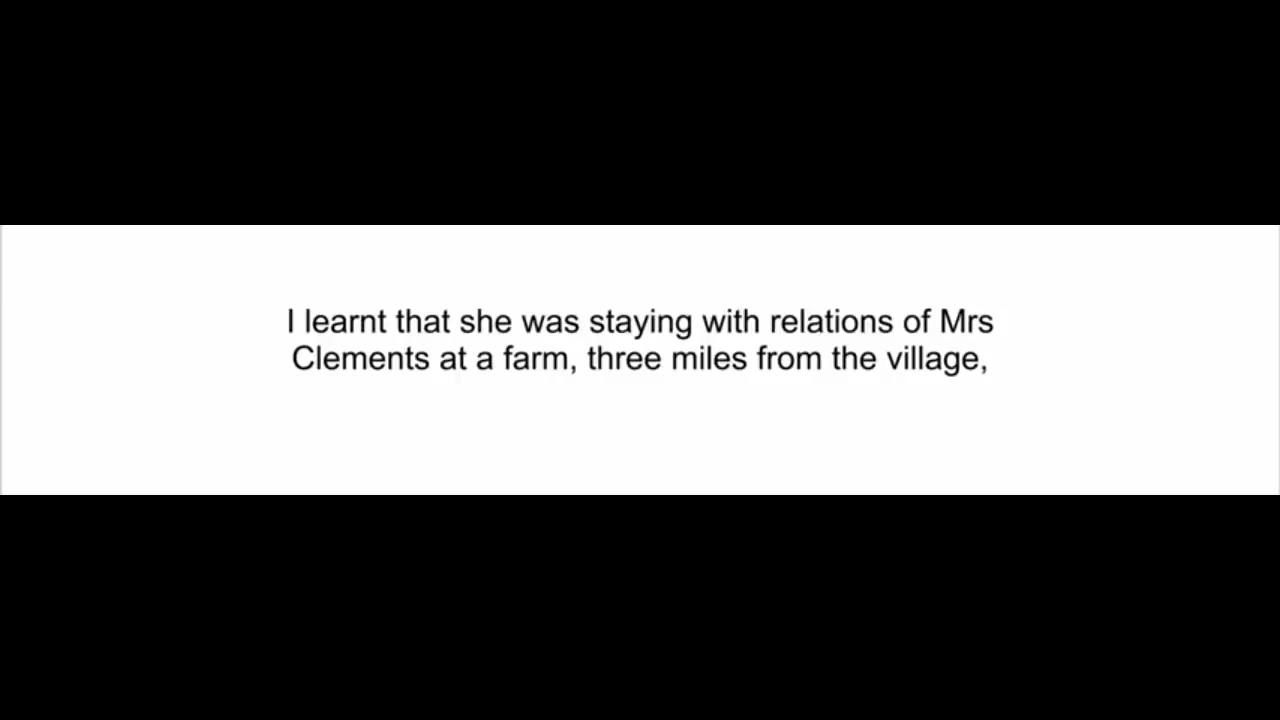 I learnt that she was staying with relations of Mrs
Clements at a farm, three miles from the village,